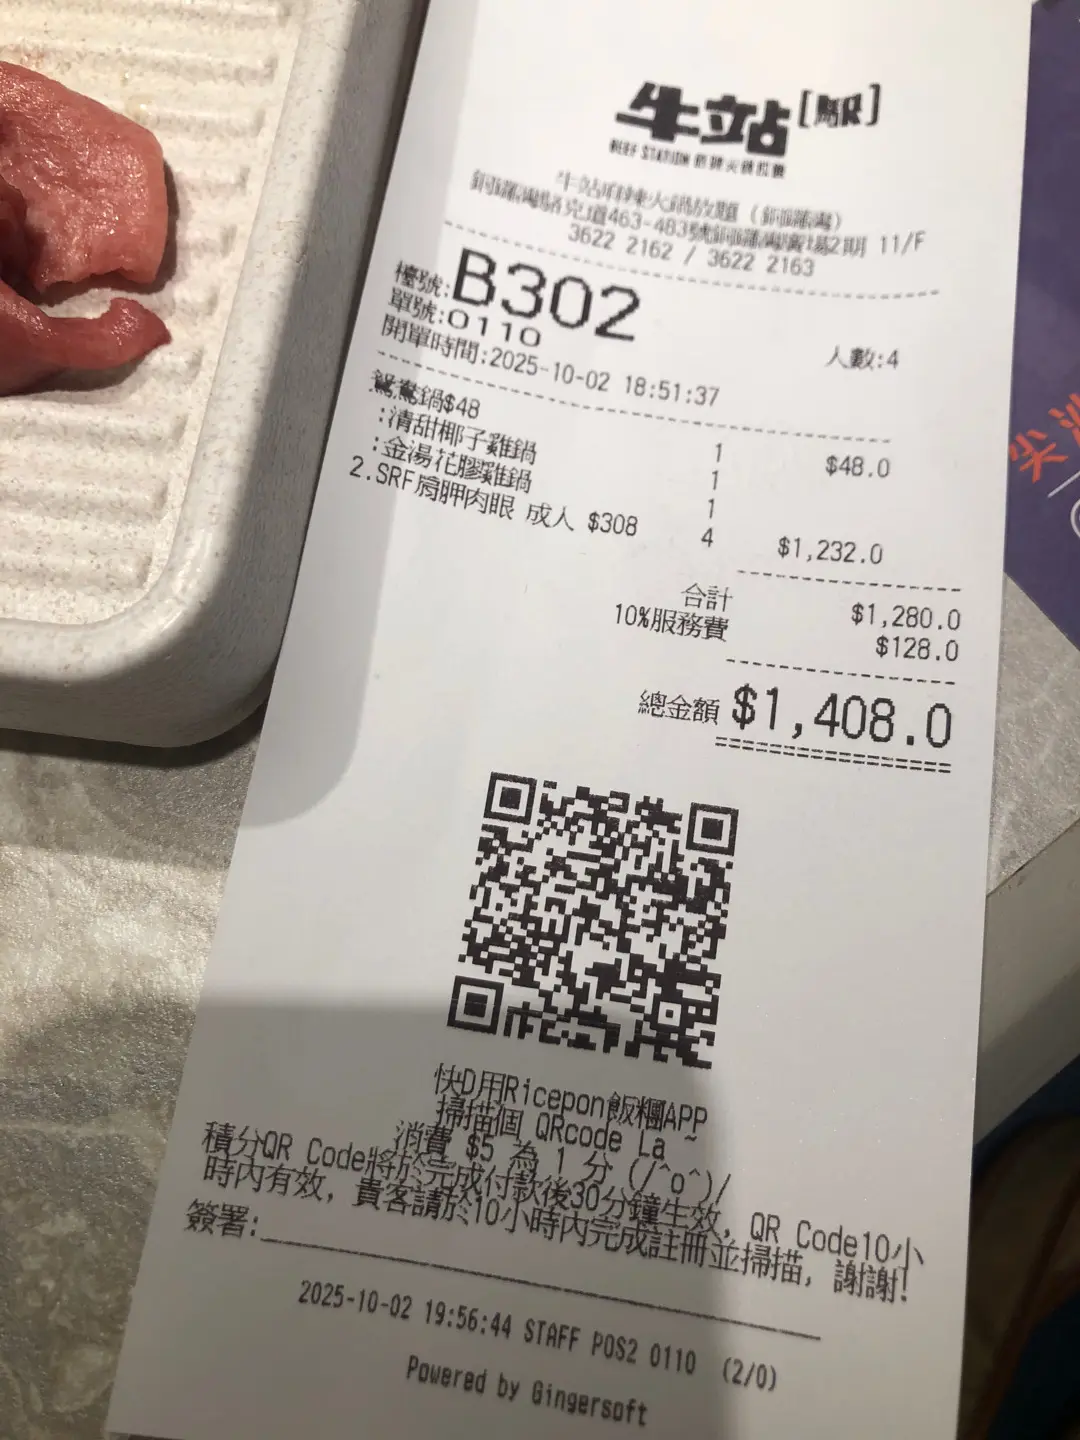 牛站[駅]
BEEF STATION 麻辣火鍋放題
牛站麻辣火鍋放題 (銅鑼灣)
銅鑼灣駱克道463-483號銅鑼灣廣場2期 11/F
3622 2162 / 3622 2163
檯號:B302
單號:0110
人數:4
開單時間:2025-10-02 18:51:37
鴛鴦鍋$48 1 $48.0
:清甜椰子雞鍋 1
:金湯花膠雞鍋 1
2.SRF肩胛肉眼 成人 $308 4 $1,232.0
合計 $1,280.0
10%服務費 $128.0
總金額 $1,408.0
快D用Ricepon飯糰APP
掃描個 QRcode La ~
消費 $5 為 1 分 (/^o^)/
積分QR Code將於完成付款後30分鐘生效, QR Code10小
時內有效, 貴客請於10小時內完成註冊並掃描, 謝謝!
簽署:
2025-10-02 19:56:44 STAFF POS2 0110 (2/0)
Powered by Gingersoft
尖沙